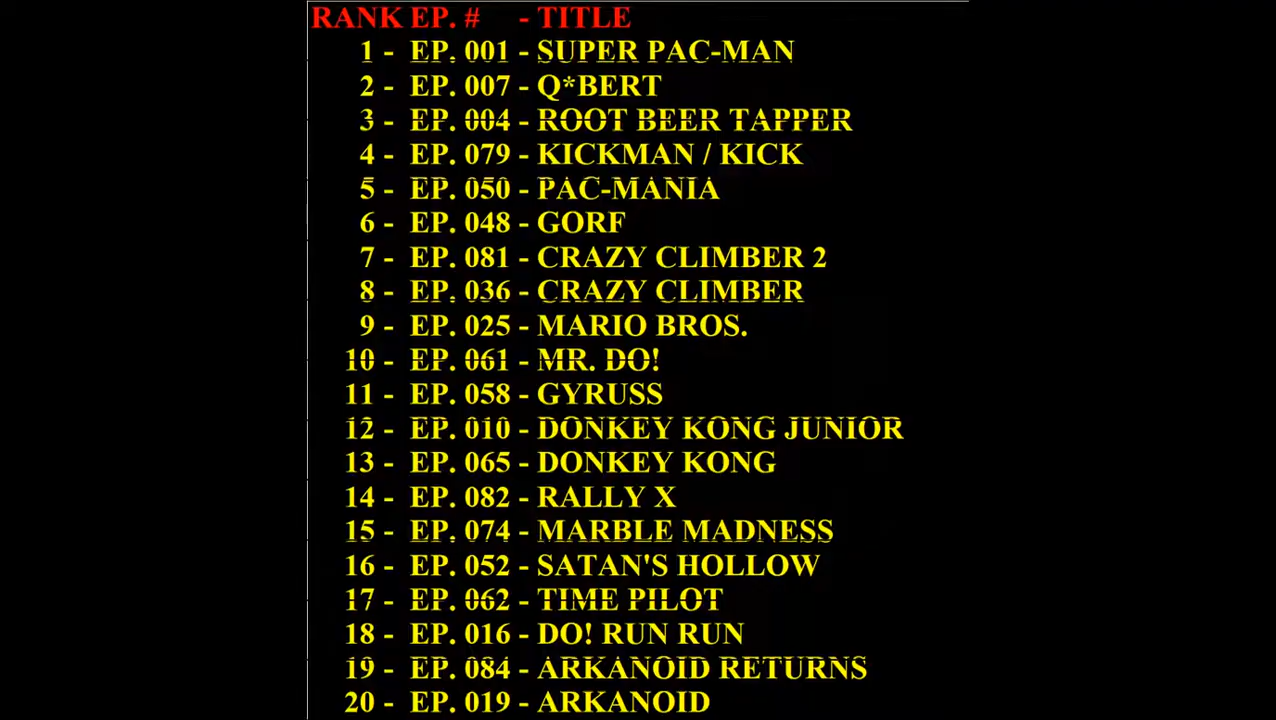 RANK EP. # - TITLE
1 - EP. 001 - SUPER PAC-MAN
2 - EP. 007 - Q*BERT
3 - EP. 004 - ROOT BEER TAPPER
4 - EP. 079 - KICKMAN / KICK
5 - EP. 050 - PAC-MANIA
6 - EP. 048 - GORF
7 - EP. 081 - CRAZY CLIMBER 2
8 - EP. 036 - CRAZY CLIMBER
9 - EP. 025 - MARIO BROS.
10 - EP. 061 - MR. DO!
11 - EP. 058 - GYRUSS
12 - EP. 010 - DONKEY KONG JUNIOR
13 - EP. 065 - DONKEY KONG
14 - EP. 082 - RALLY X
15 - EP. 074 - MARBLE MADNESS
16 - EP. 052 - SATAN'S HOLLOW
17 - EP. 062 - TIME PILOT
18 - EP. 016 - DO! RUN RUN
19 - EP. 084 - ARKANOID RETURNS
20 - EP. 019 - ARKANOID